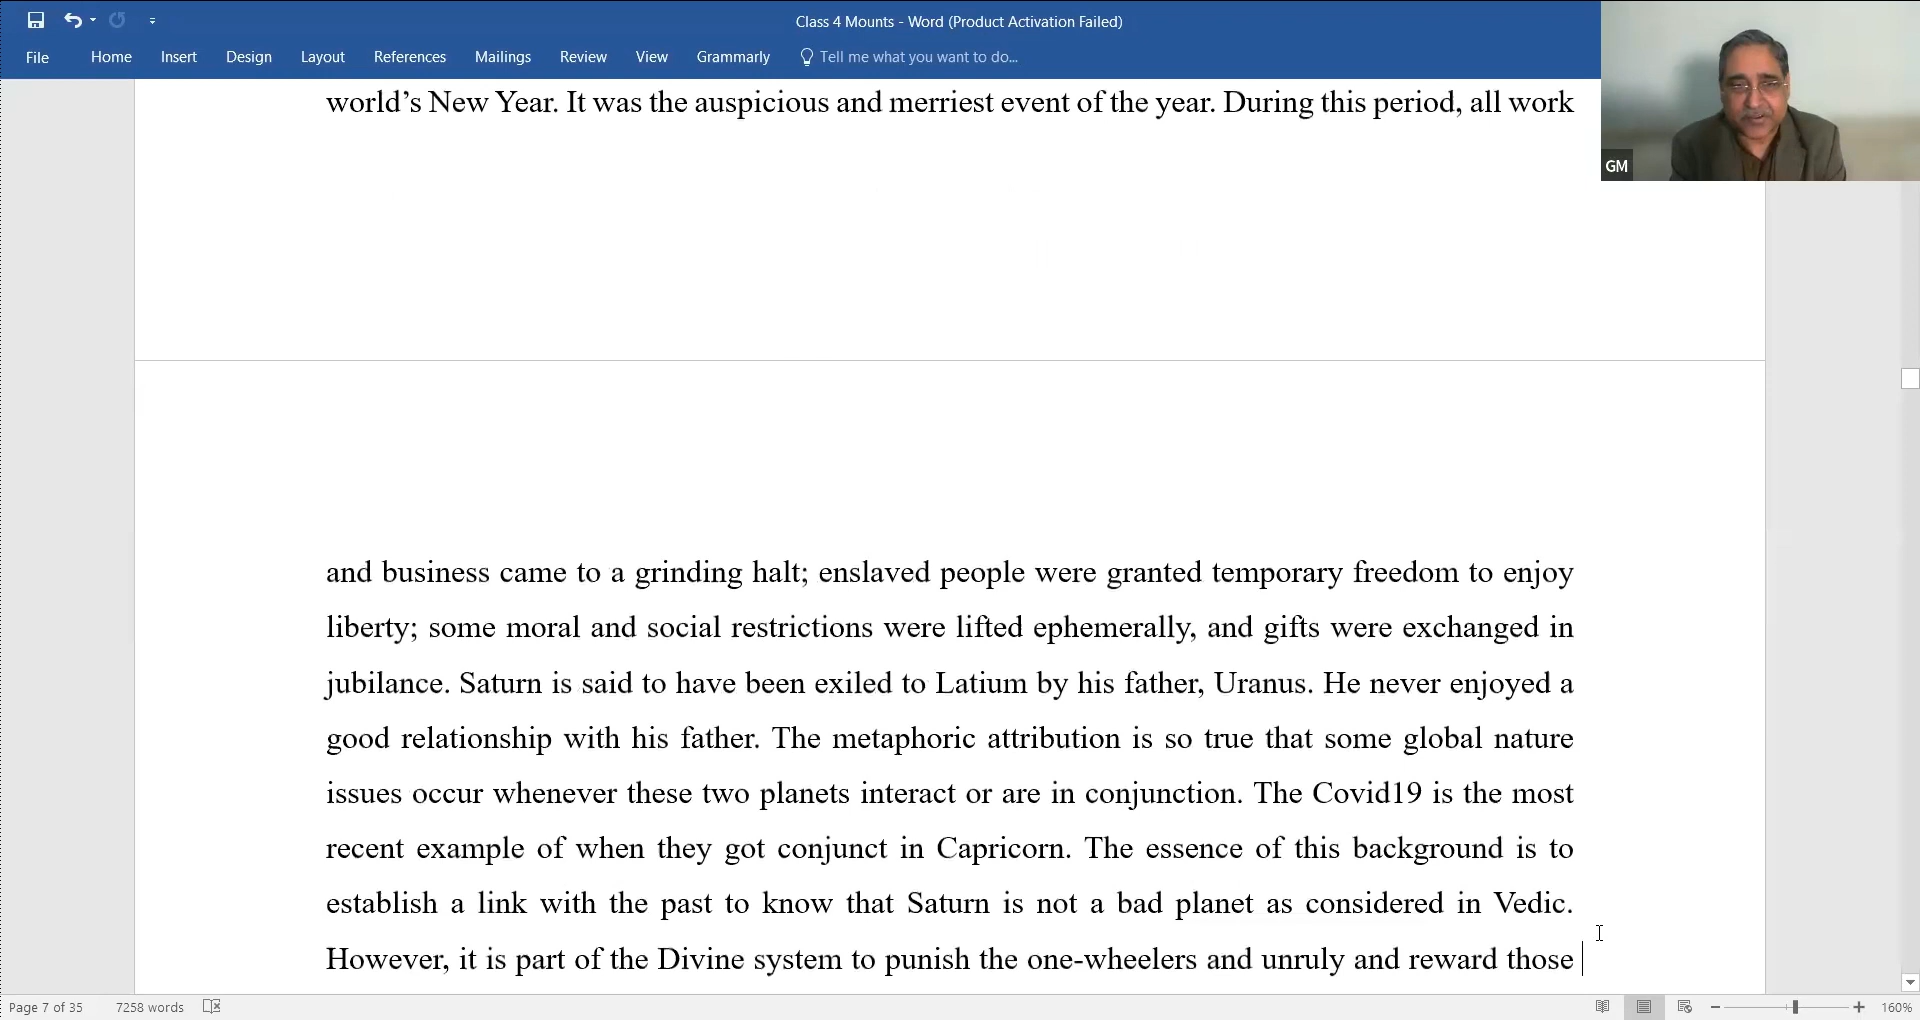 Class 4 Mounts - Word (Product Activation Failed)
File Home Insert Design Layout References Mailings Review View Grammarly Tell me what you want to do...
GM
world’s New Year. It was the auspicious and merriest event of the year. During this period, all work
and business came to a grinding halt; enslaved people were granted temporary freedom to enjoy
liberty; some moral and social restrictions were lifted ephemerally, and gifts were exchanged in
jubilance. Saturn is said to have been exiled to Latium by his father, Uranus. He never enjoyed a
good relationship with his father. The metaphoric attribution is so true that some global nature
issues occur whenever these two planets interact or are in conjunction. The Covid19 is the most
recent example of when they got conjunct in Capricorn. The essence of this background is to
establish a link with the past to know that Saturn is not a bad planet as considered in Vedic.
However, it is part of the Divine system to punish the one-wheelers and unruly and reward those
Page 7 of 35 7258 words 160%